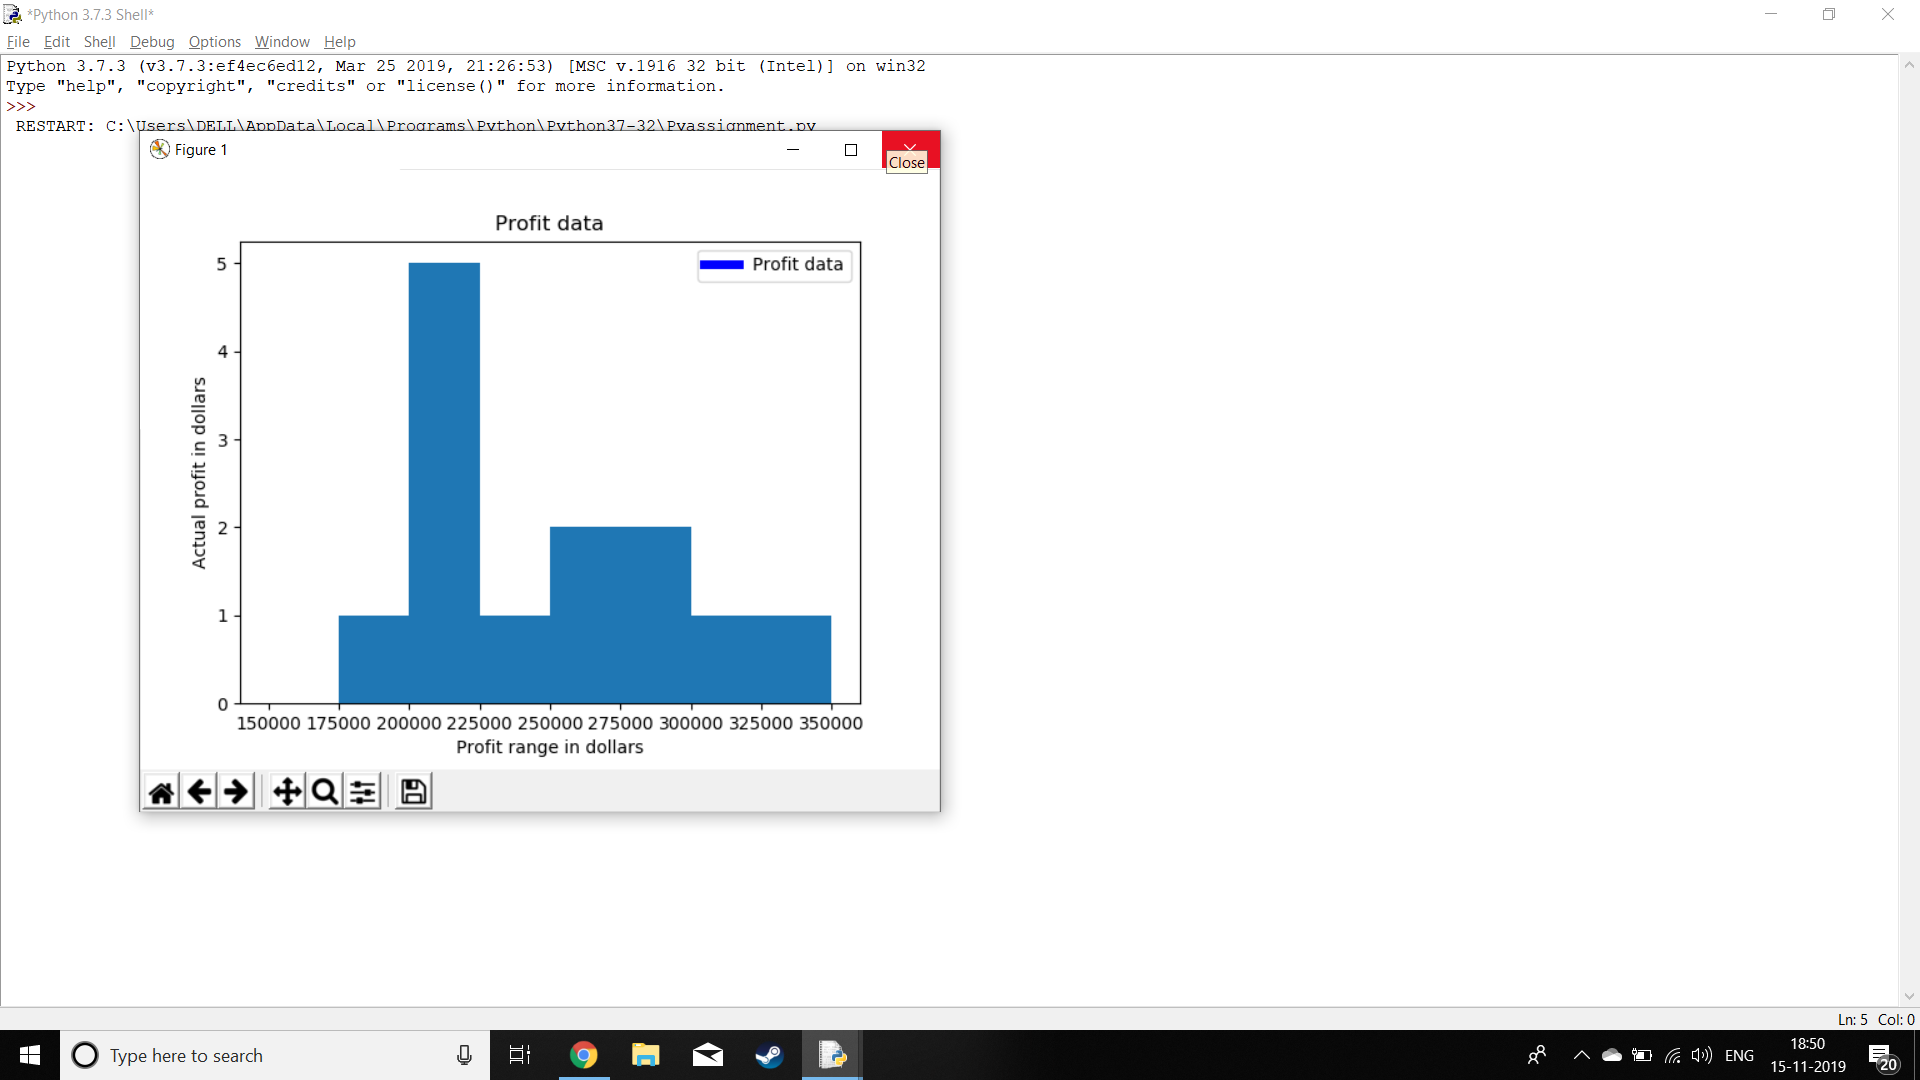 *Python 3.7.3 Shell*
File Edit Shell Debug Options Window Help
Python 3.7.3 (v3.7.3:ef4ec6ed12, Mar 25 2019, 21:26:53) [MSC v.1916 32 bit (Intel)] on win32
Type "help", "copyright", "credits" or "license()" for more information.
>>>
RESTART: C:\Users\DELL\AppData\Local\Programs\Python\Python37-32\Pyassignment.py
Figure 1
Close
Profit data
Profit data
5
4
3
2
1
0
Actual profit in dollars
150000 175000 200000 225000 250000 275000 300000 325000 350000
Profit range in dollars
Ln: 5 Col: 0
Type here to search
ENG
18:50
15-11-2019
20